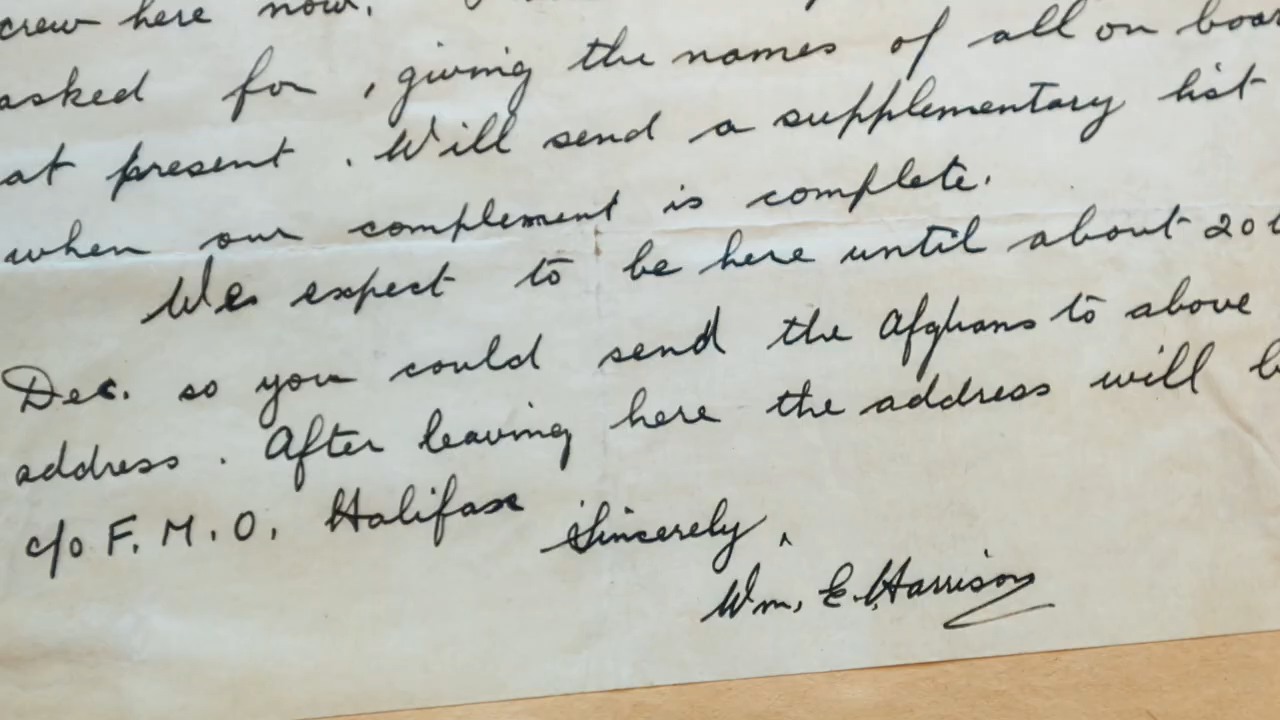 crew here now.
asked for, giving the names of all on boar
at present. Will send a supplementary list
when our complement is complete.
We expect to be here until about 20
Dec. so you could send the Afghans to above
address. After leaving here the address will b
c/o F.M.O. Halifax
Sincerely,
Wm. E. Harrison